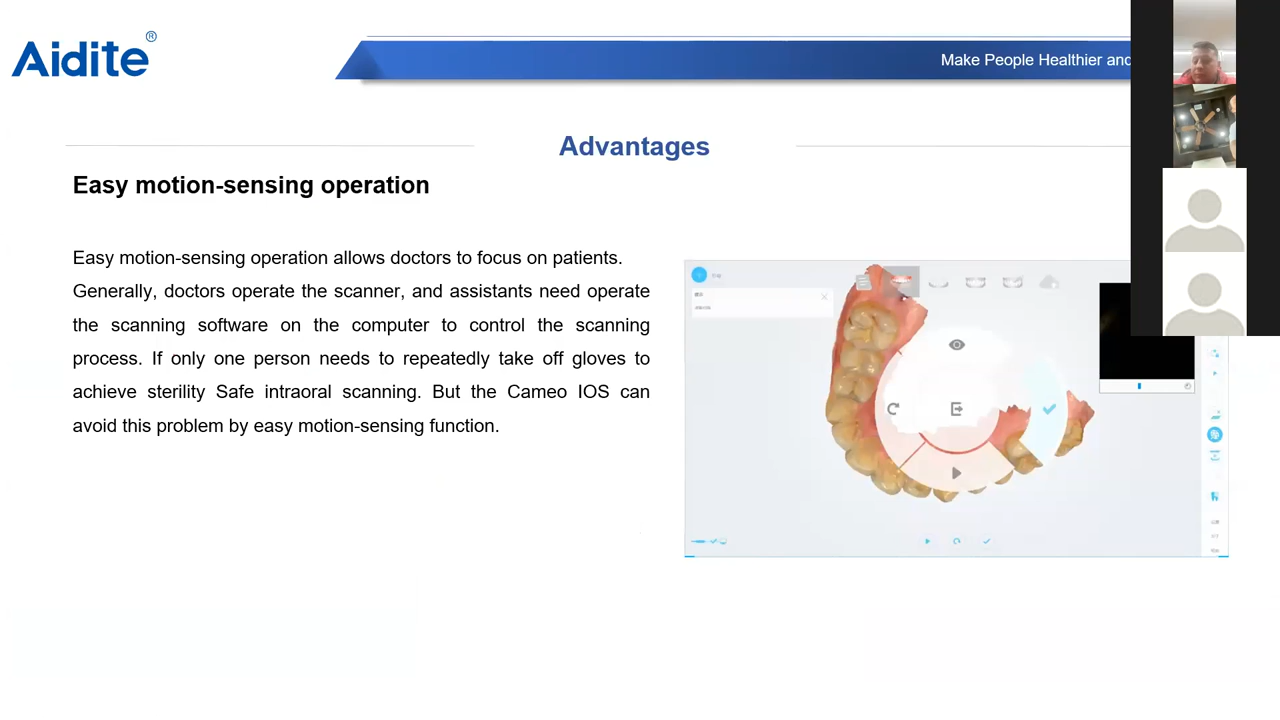 Aidite®
Make People Healthier and
Advantages
Easy motion-sensing operation
Easy motion-sensing operation allows doctors to focus on patients.
Generally, doctors operate the scanner, and assistants need operate
the scanning software on the computer to control the scanning
process. If only one person needs to repeatedly take off gloves to
achieve sterility Safe intraoral scanning. But the Cameo IOS can
avoid this problem by easy motion-sensing function.